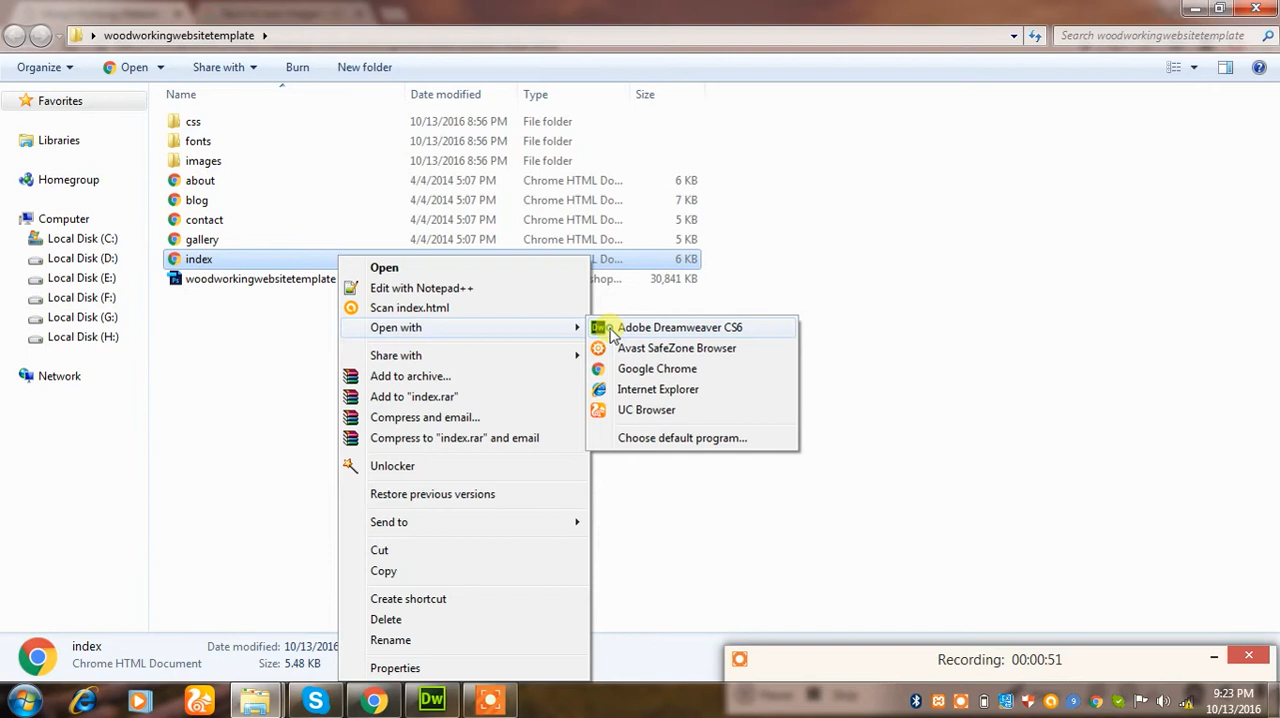 woodworkingwebsitetemplate
Search woodworkingwebsitetemplate
Organize Open Share with Burn New folder
Name Date modified Type Size
Favorites
Libraries
Homegroup
Computer
Local Disk (C:)
Local Disk (D:)
Local Disk (E:)
Local Disk (F:)
Local Disk (G:)
Local Disk (H:)
Network
css 10/13/2016 8:56 PM File folder
fonts 10/13/2016 8:56 PM File folder
images 10/13/2016 8:56 PM File folder
about 4/4/2014 5:07 PM Chrome HTML Do... 6 KB
blog 4/4/2014 5:07 PM Chrome HTML Do... 7 KB
contact 4/4/2014 5:07 PM Chrome HTML Do... 5 KB
gallery 4/4/2014 5:07 PM Chrome HTML Do... 5 KB
index L Do... 6 KB
woodworkingwebsitetemplate shop... 30,841 KB
Open
Edit with Notepad++
Scan index.html
Open with
Share with
Add to archive...
Add to "index.rar"
Compress and email...
Compress to "index.rar" and email
Unlocker
Restore previous versions
Send to
Cut
Copy
Create shortcut
Delete
Rename
Properties
Adobe Dreamweaver CS6
Avast SafeZone Browser
Google Chrome
Internet Explorer
UC Browser
Choose default program...
index Date modified: 10/13/2016
Chrome HTML Document Size: 5.48 KB
Recording: 00:00:51
Dw
9:23 PM
10/13/2016